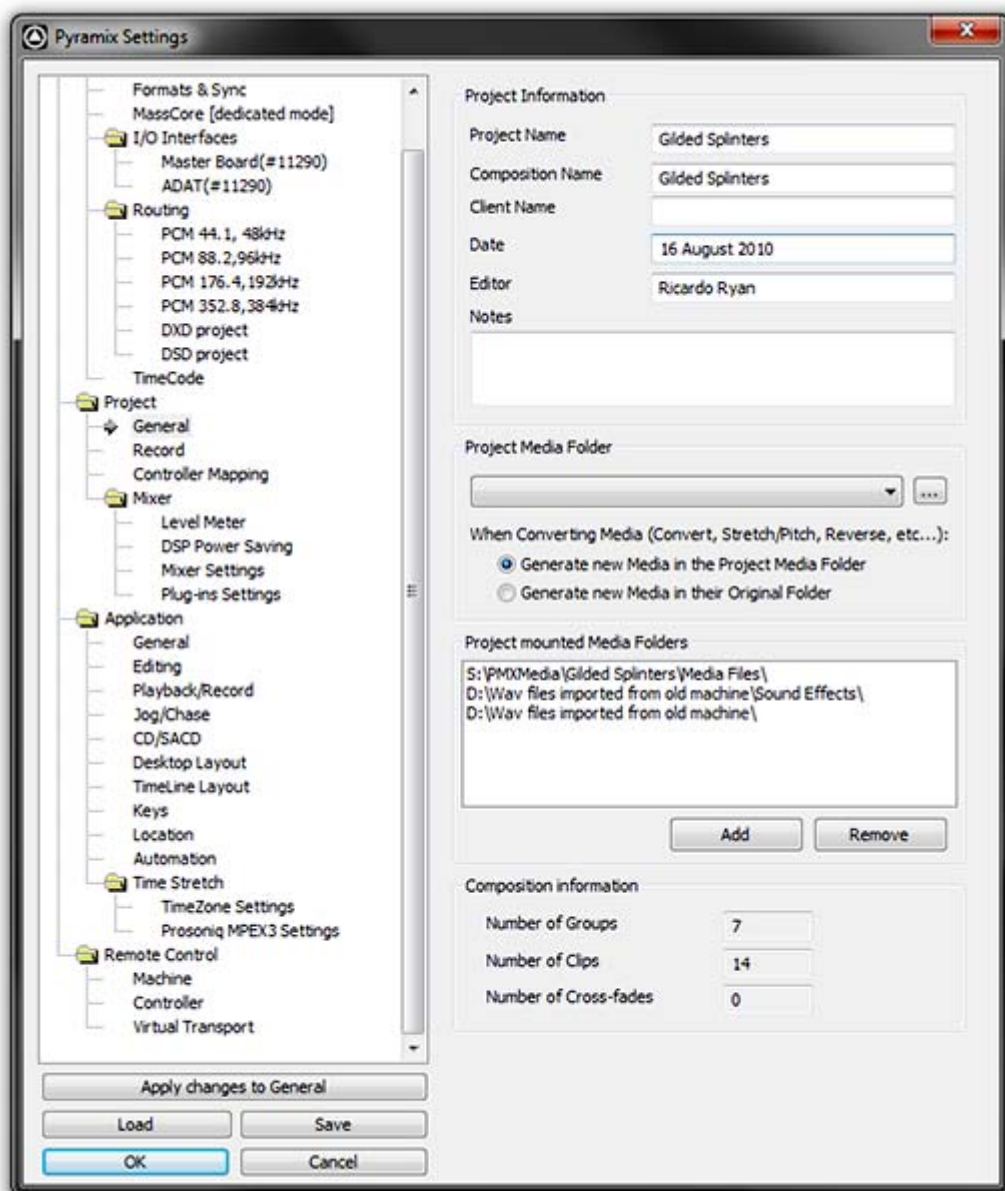 Pyramix Settings
Formats & Sync
MassCore [dedicated mode]
I/O Interfaces
Master Board(#11290)
ADAT(#11290)
Routing
PCM 44.1, 48kHz
PCM 88.2,96kHz
PCM 176.4,192kHz
PCM 352.8,384kHz
DXD project
DSD project
TimeCode
Project
General
Record
Controller Mapping
Mixer
Level Meter
DSP Power Saving
Mixer Settings
Plug-ins Settings
Application
General
Editing
Playback/Record
Jog/Chase
CD/SACD
Desktop Layout
TimeLine Layout
Keys
Location
Automation
Time Stretch
TimeZone Settings
Prosoniq MPEX3 Settings
Remote Control
Machine
Controller
Virtual Transport
Apply changes to General
Load Save
OK Cancel
Project Information
Project Name Gilded Splinters
Composition Name Gilded Splinters
Client Name
Date 16 August 2010
Editor Ricardo Ryan
Notes
Project Media Folder
...
When Converting Media (Convert, Stretch/Pitch, Reverse, etc...):
Generate new Media in the Project Media Folder
Generate new Media in their Original Folder
Project mounted Media Folders
S:\PMXMedia\Gilded Splinters\Media Files\
D:\Wav files imported from old machine\Sound Effects\
D:\Wav files imported from old machine\
Add Remove
Composition information
Number of Groups 7
Number of Clips 14
Number of Cross-fades 0